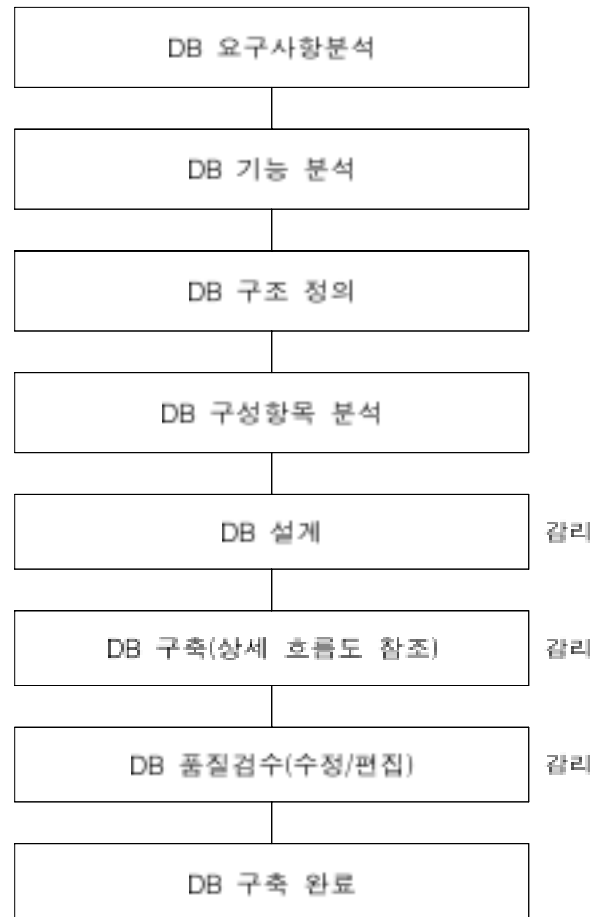 DB 요구사항분석
DB 기능 분석
DB 구조 정의
DB 구성항목 분석
DB 설계 감리
DB 구축(상세 흐름도 참조) 감리
DB 품질검수(수정/편집) 감리
DB 구축 완료